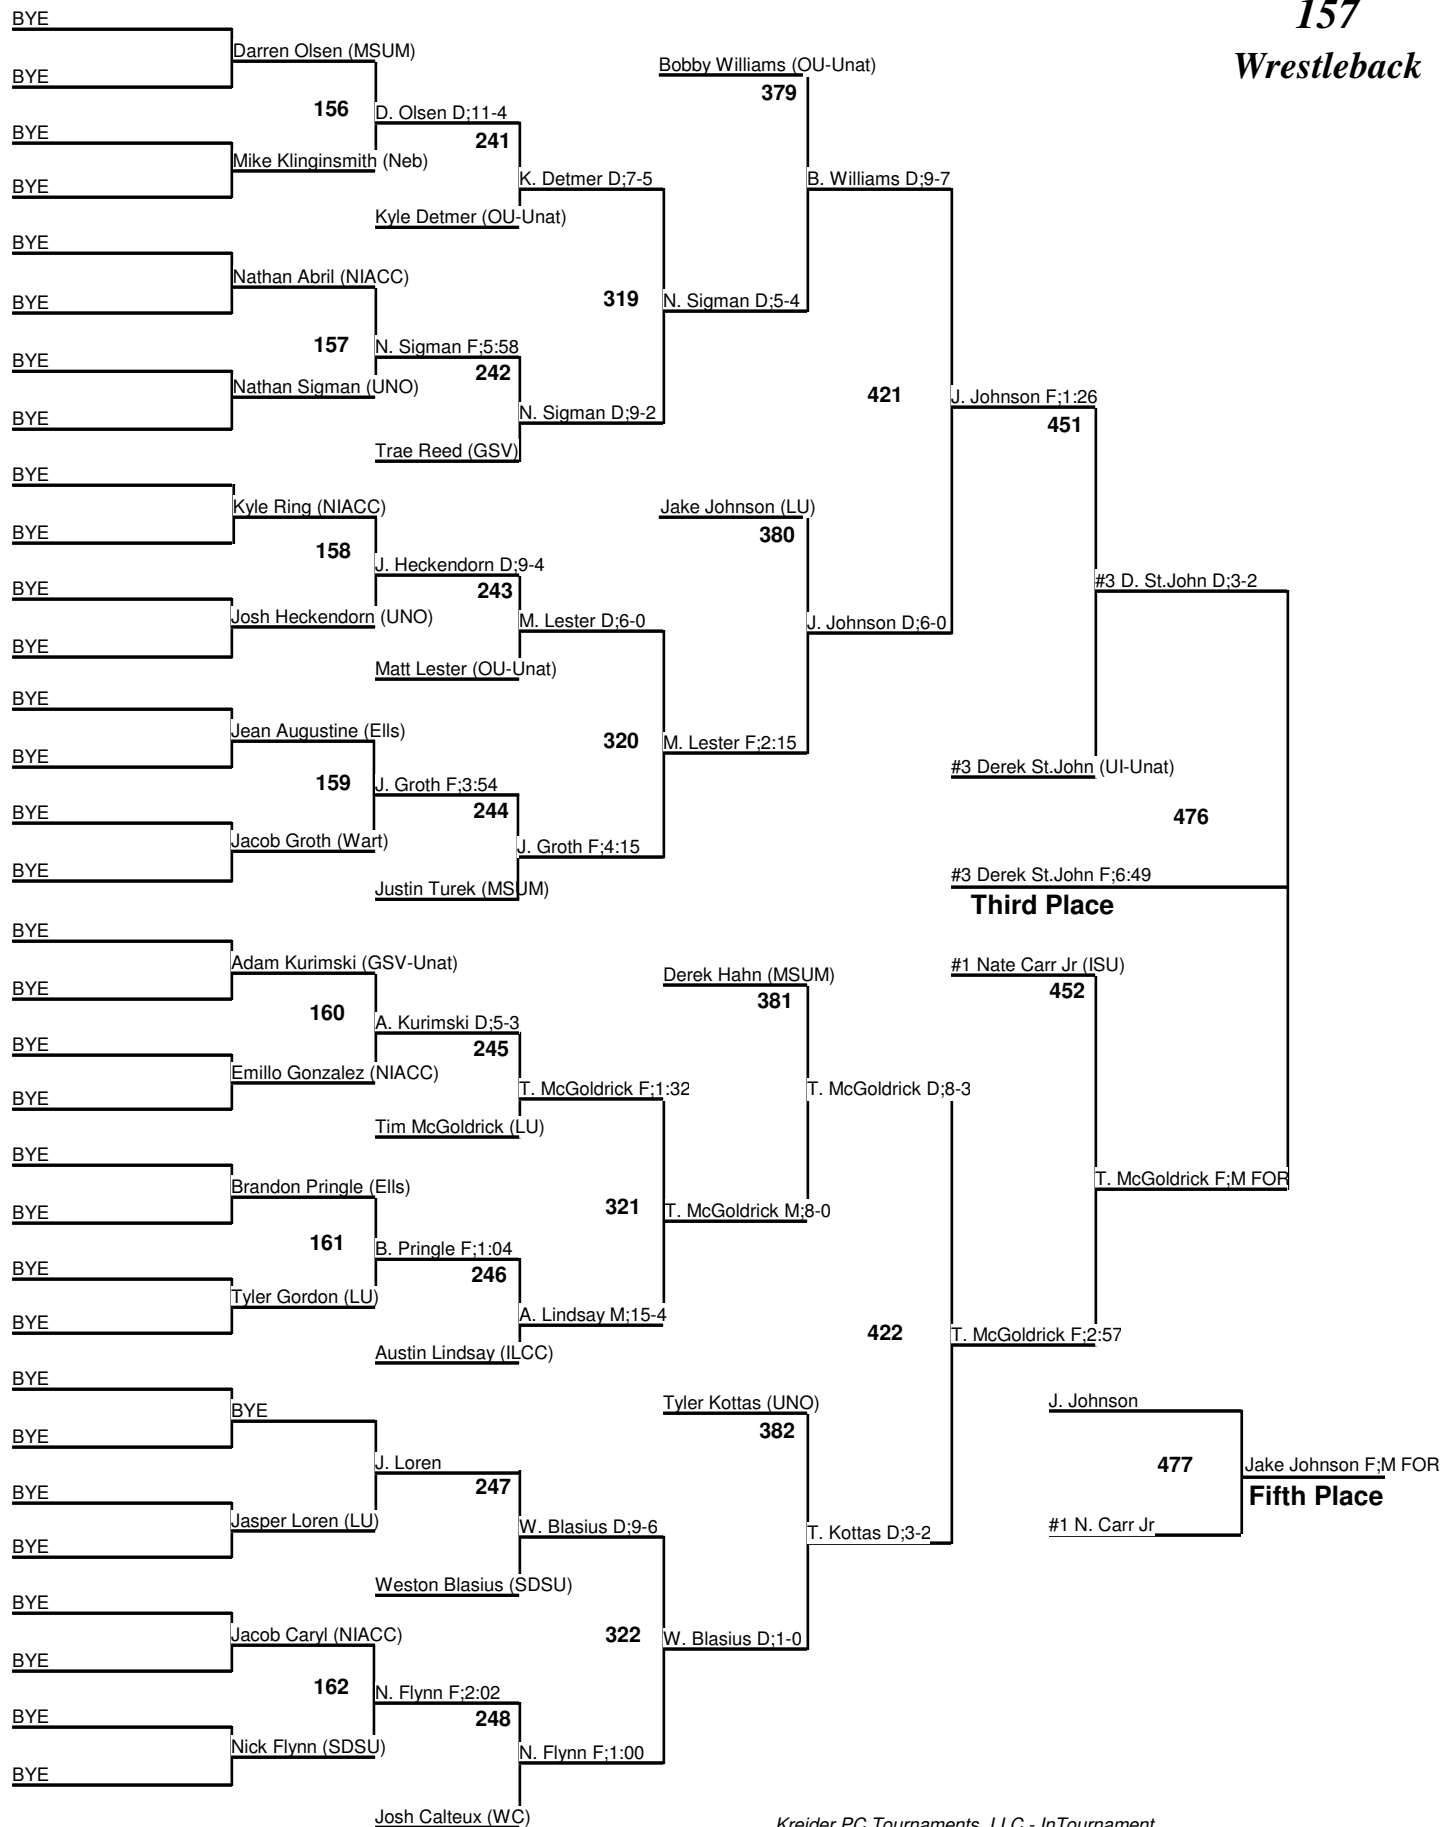 157
Wrestleback
BYE
Darren Olsen (MSUM)
Bobby Williams (OU-Unat)
BYE
379
156
D. Olsen D;11-4
BYE
241
Mike Klinginsmith (Neb)
K. Detmer D;7-5
B. Williams D;9-7
BYE
Kyle Detmer (OU-Unat)
BYE
Nathan Abril (NIACC)
BYE
319
N. Sigman D;5-4
157
N. Sigman F;5:58
BYE
242
Nathan Sigman (UNO)
421
J. Johnson F;1:26
BYE
N. Sigman D;9-2
451
Trae Reed (GSV)
BYE
Kyle Ring (NIACC)
Jake Johnson (LU)
BYE
380
158
J. Heckendorn D;9-4
#3 D. St.John D;3-2
BYE
243
Josh Heckendorn (UNO)
M. Lester D;6-0
J. Johnson D;6-0
BYE
Matt Lester (OU-Unat)
BYE
Jean Augustine (Ells)
BYE
320
M. Lester F;2:15
#3 Derek St.John (UI-Unat)
159
J. Groth F;3:54
BYE
244
476
Jacob Groth (Wart)
J. Groth F;4:15
BYE
#3 Derek St.John F;6:49
Justin Turek (MSUM)
Third Place
BYE
Adam Kurimski (GSV-Unat)
#1 Nate Carr Jr (ISU)
Derek Hahn (MSUM)
BYE
452
381
160
A. Kurimski D;5-3
BYE
245
Emillo Gonzalez (NIACC)
T. McGoldrick F;1:32
T. McGoldrick D;8-3
BYE
Tim McGoldrick (LU)
BYE
Brandon Pringle (Ells)
T. McGoldrick F;M FOR
BYE
321
T. McGoldrick M;8-0
161
B. Pringle F;1:04
BYE
246
Tyler Gordon (LU)
BYE
A. Lindsay M;15-4
422
T. McGoldrick F;2:57
Austin Lindsay (ILCC)
BYE
BYE
Tyler Kottas (UNO)
J. Johnson
BYE
382
J. Loren
477
Jake Johnson F;M FOR
BYE
247
Fifth Place
Jasper Loren (LU)
W. Blasius D;9-6
T. Kottas D;3-2
#1 N. Carr Jr
BYE
Weston Blasius (SDSU)
BYE
Jacob Caryl (NIACC)
322
W. Blasius D;1-0
BYE
162
N. Flynn F;2:02
BYE
248
Nick Flynn (SDSU)
N. Flynn F;1:00
BYE
Josh Calteux (WC)
Kreider PC Tournaments, LLC - InTournament